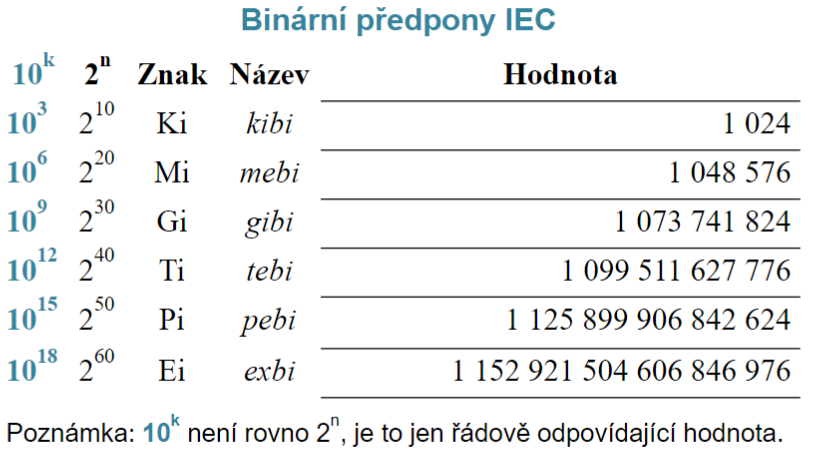 Binární předpony IEC
10^k 2^n Znak Název Hodnota
10^3 2^10 Ki kibi 1 024
10^6 2^20 Mi mebi 1 048 576
10^9 2^30 Gi gibi 1 073 741 824
10^12 2^40 Ti tebi 1 099 511 627 776
10^15 2^50 Pi pebi 1 125 899 906 842 624
10^18 2^60 Ei exbi 1 152 921 504 606 846 976
Poznámka: 10^k není rovno 2^n, je to jen řádově odpovídající hodnota.